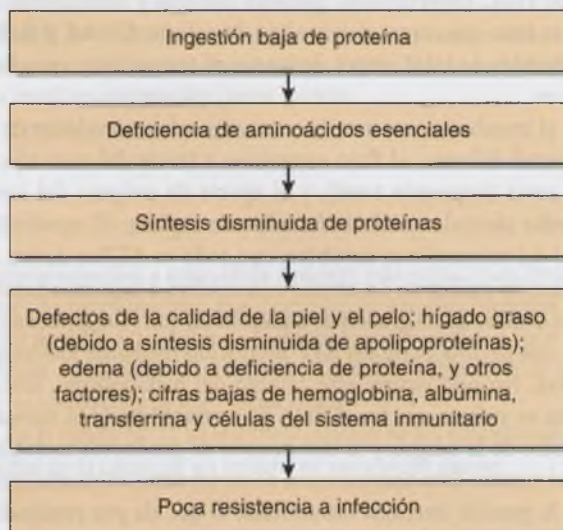 Ingestión baja de proteína
Deficiencia de aminoácidos esenciales
Síntesis disminuida de proteínas
Defectos de la calidad de la piel y el pelo; hígado graso
(debido a síntesis disminuida de apolipoproteínas);
edema (debido a deficiencia de proteína, y otros
factores); cifras bajas de hemoglobina, albúmina,
transferrina y células del sistema inmunitario
Poca resistencia a infección